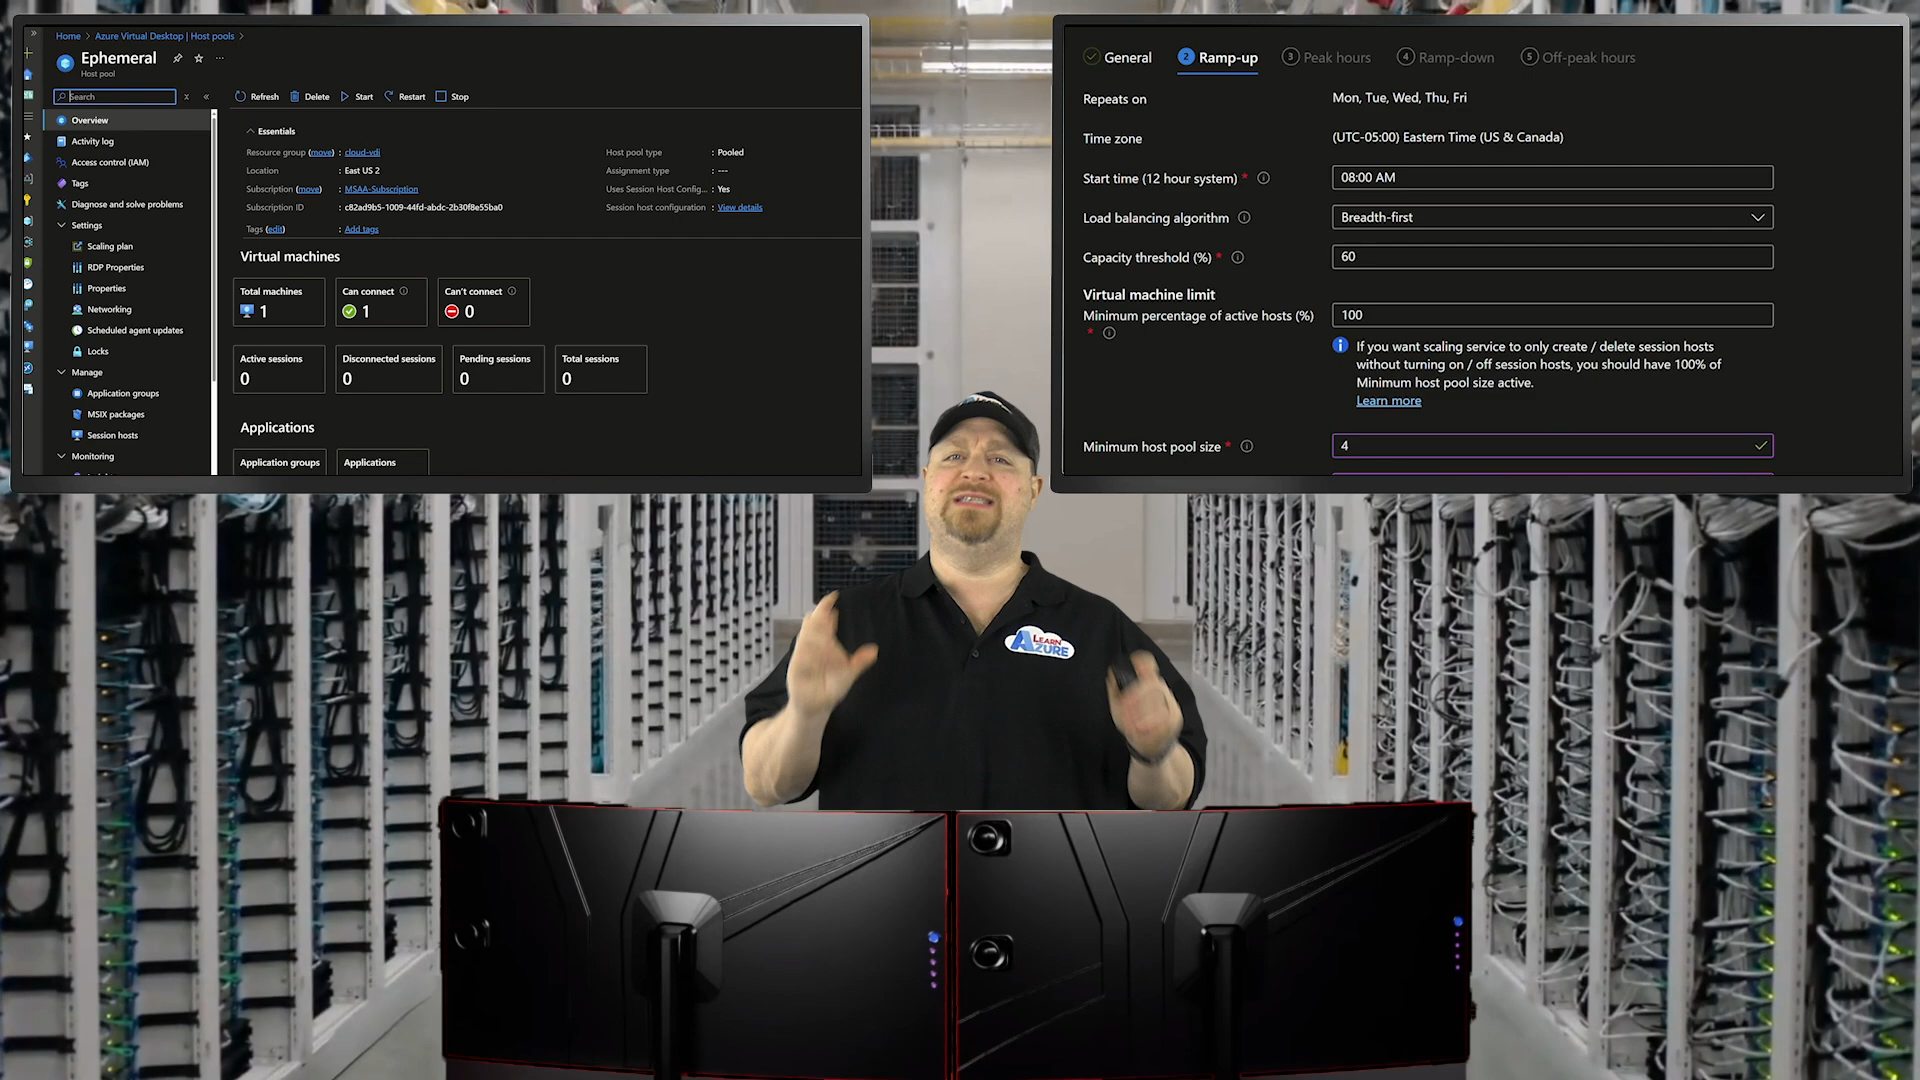 Home > Azure Virtual Desktop | Host pools >
Ephemeral
Host pool
Search
Refresh Delete Start Restart Stop
Overview
Activity log
Access control (IAM)
Tags
Diagnose and solve problems
Settings
Scaling plan
RDP Properties
Properties
Networking
Scheduled agent updates
Locks
Manage
Application groups
MSIX packages
Session hosts
Monitoring
Essentials
Resource group (move) : cloud-vdi
Location : East US 2
Subscription (move) : MSAA-Subscription
Subscription ID : c82ad9b5-1009-44fd-abdc-2b30f8e55ba0
Tags (edit) : Add tags
Host pool type : Pooled
Assignment type : ---
Uses Session Host Config... : Yes
Session host configuration : View details
Virtual machines
Total machines
1
Can connect
1
Can't connect
0
Active sessions
0
Disconnected sessions
0
Pending sessions
0
Total sessions
0
Applications
Application groups
Applications
General 2 Ramp-up 3 Peak hours 4 Ramp-down 5 Off-peak hours
Repeats on Mon, Tue, Wed, Thu, Fri
Time zone (UTC-05:00) Eastern Time (US & Canada)
Start time (12 hour system) * 08:00 AM
Load balancing algorithm Breadth-first
Capacity threshold (%) * 60
Virtual machine limit
Minimum percentage of active hosts (%) * 100
If you want scaling service to only create / delete session hosts
without turning on / off session hosts, you should have 100% of
Minimum host pool size active.
Learn more
Minimum host pool size * 4
LEARN
AZURE